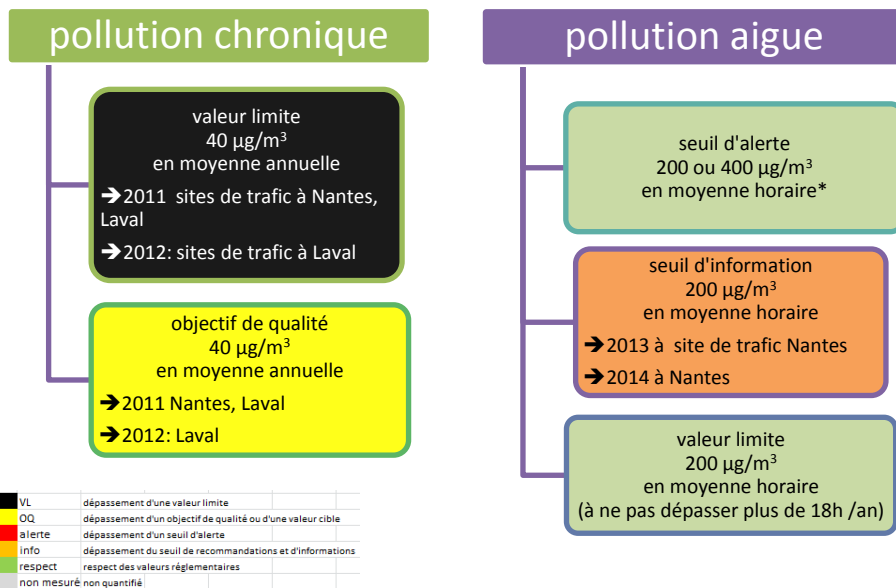 pollution chronique
valeur limite
40 µg/m³
en moyenne annuelle
➔2011 sites de trafic à Nantes,
Laval
➔2012: sites de trafic à Laval
objectif de qualité
40 µg/m³
en moyenne annuelle
➔2011 Nantes, Laval
➔2012: Laval
pollution aigue
seuil d'alerte
200 ou 400 µg/m³
en moyenne horaire*
seuil d'information
200 µg/m³
en moyenne horaire
➔2013 à site de trafic Nantes
➔2014 à Nantes
valeur limite
200 µg/m³
en moyenne horaire
(à ne pas dépasser plus de 18h /an)
VL dépassement d'une valeur limite
OQ dépassement d'un objectif de qualité ou d'une valeur cible
alerte dépassement d'un seuil d'alerte
info dépassement du seuil de recommandations et d'informations
respect respect des valeurs réglementaires
non mesuré non quantifié